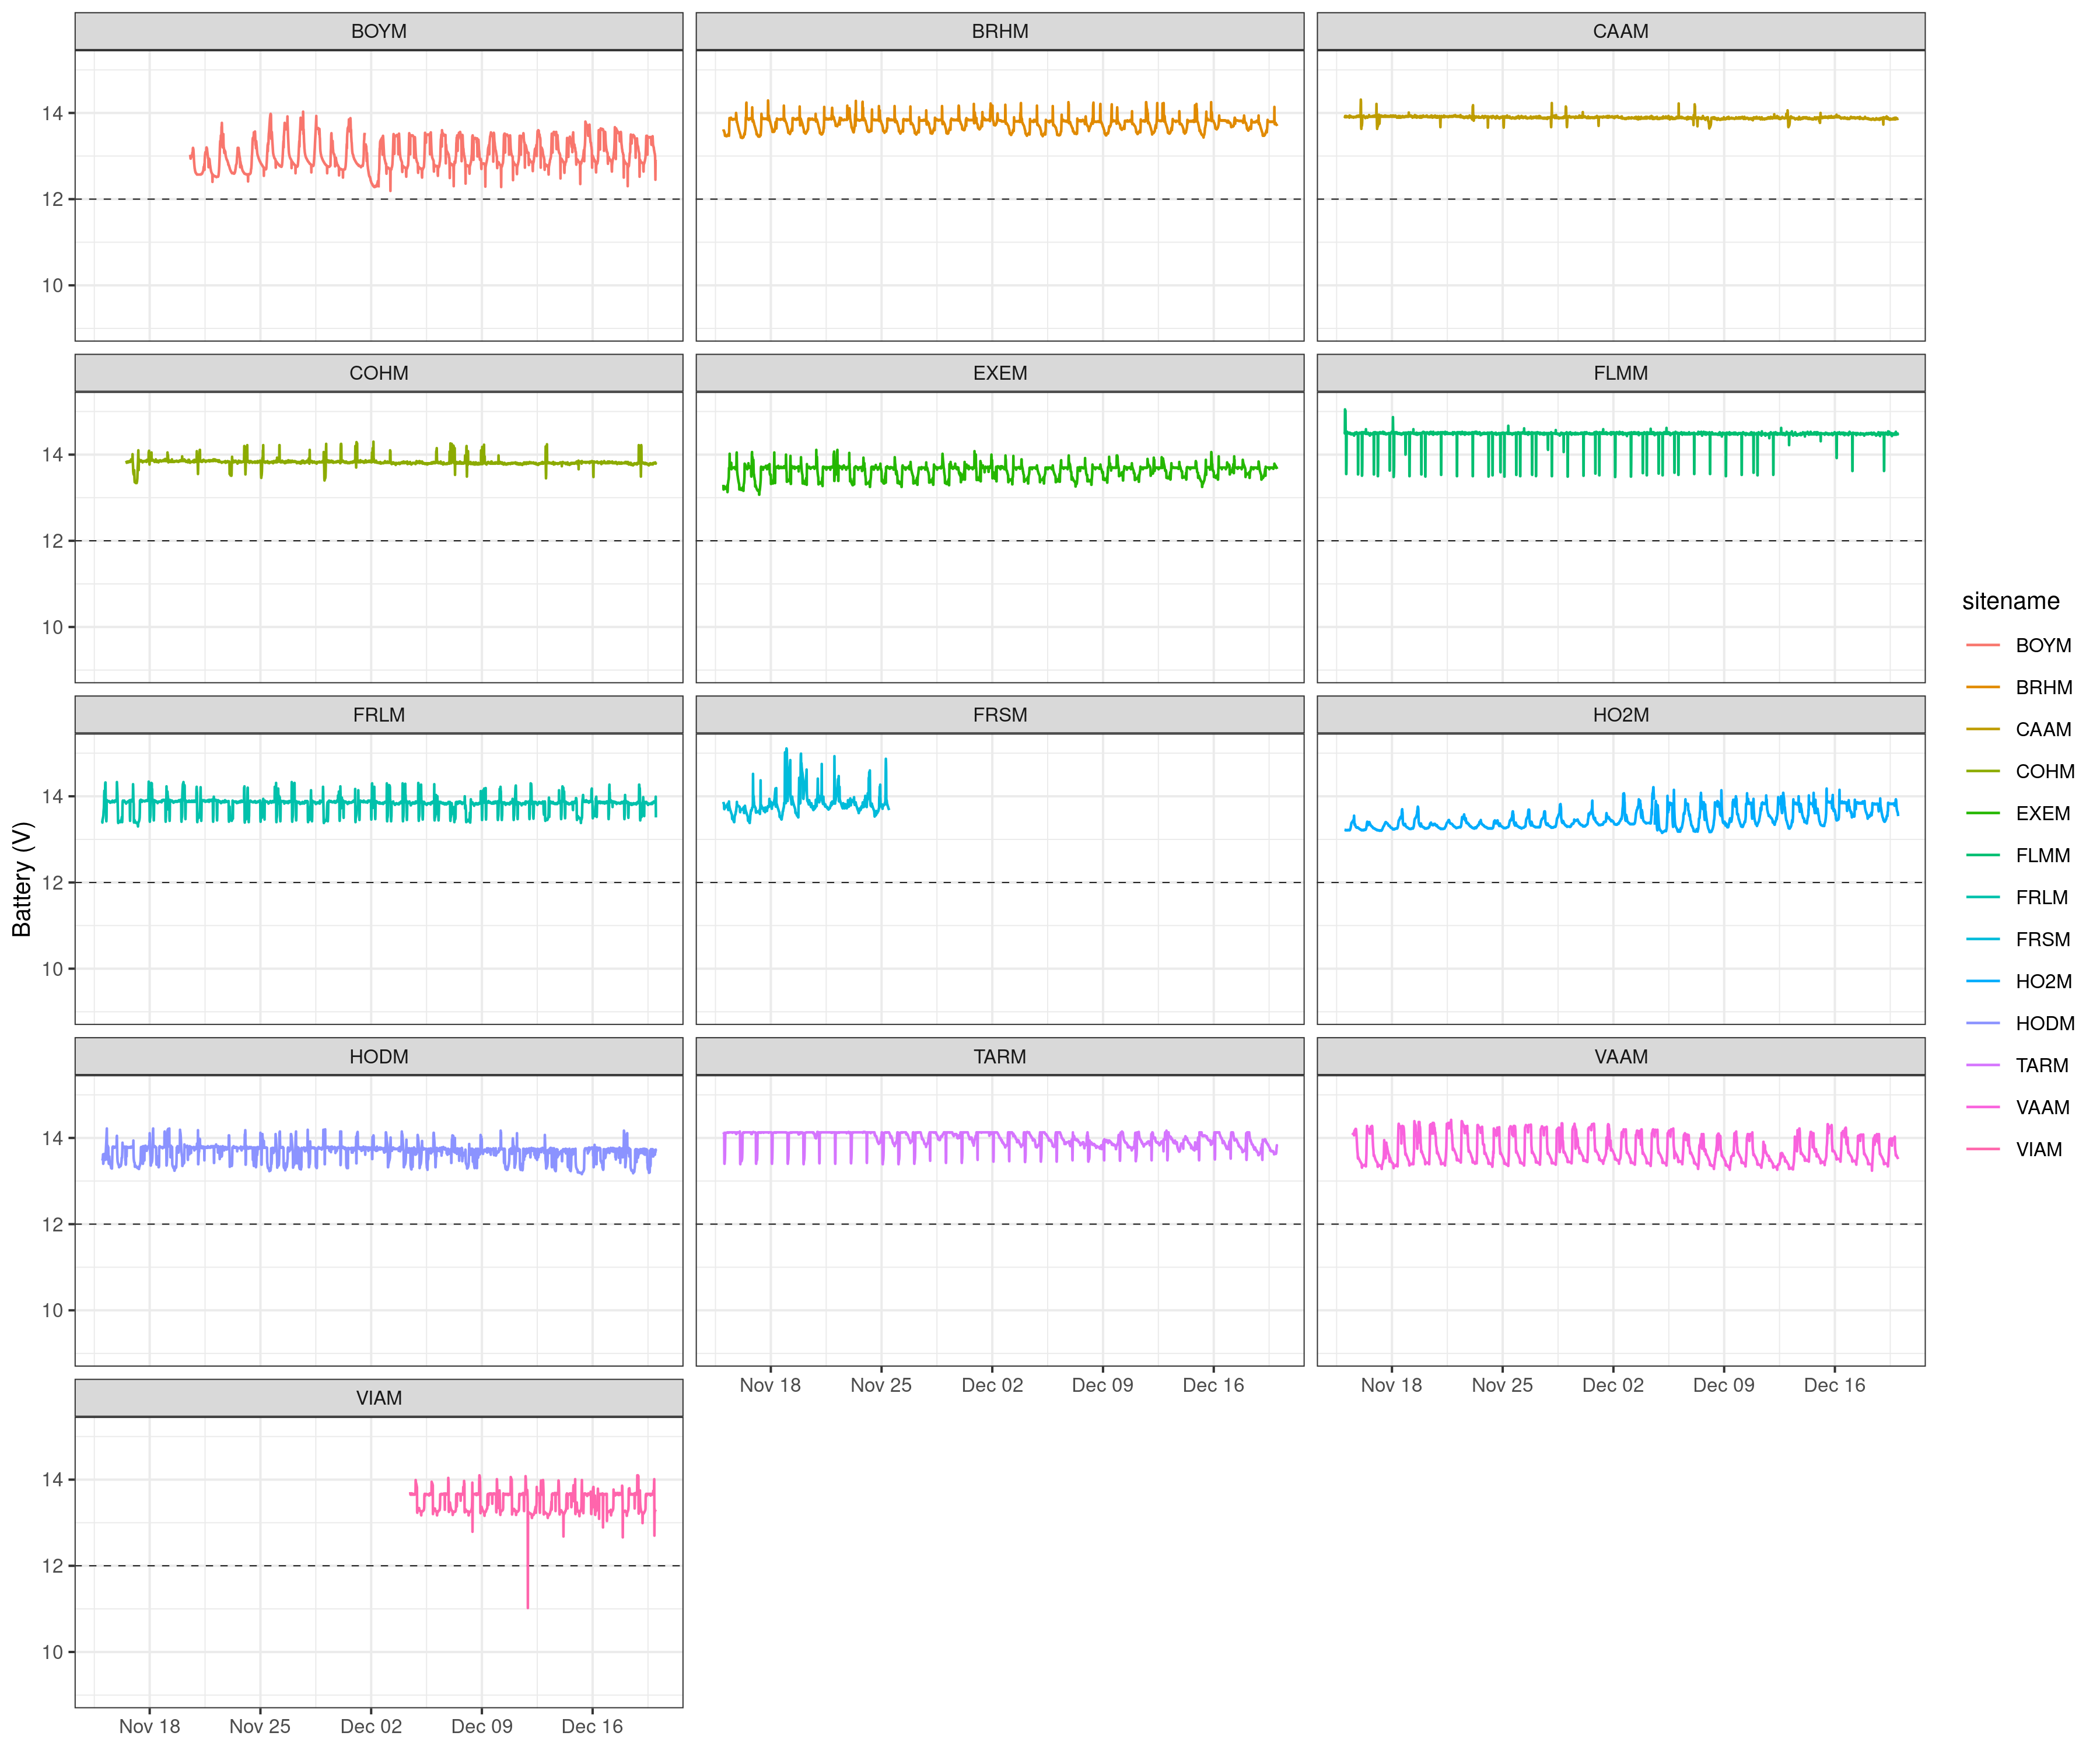 BOYM
BRHM
CAAM
14
12
10
COHM
EXEM
FLMM
14
12
10
FRLM
FRSM
HO2M
14
12
10
Battery (V)
HODM
TARM
VAAM
14
12
10
Nov 18 Nov 25 Dec 02 Dec 09 Dec 16
Nov 18 Nov 25 Dec 02 Dec 09 Dec 16
VIAM
14
12
10
Nov 18 Nov 25 Dec 02 Dec 09 Dec 16
sitename
BOYM
BRHM
CAAM
COHM
EXEM
FLMM
FRLM
FRSM
HO2M
HODM
TARM
VAAM
VIAM